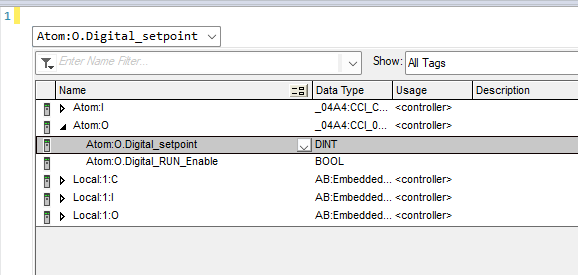 1
Atom:O.Digital_setpoint
Enter Name Filter... Show: All Tags
Name Data Type Usage Description
Atom:I _04A4:CCI_C... <controller>
Atom:O _04A4:CCI_0... <controller>
Atom:O.Digital_setpoint DINT
Atom:O.Digital_RUN_Enable BOOL
Local:1:C AB:Embedded... <controller>
Local:1:I AB:Embedded... <controller>
Local:1:O AB:Embedded... <controller>